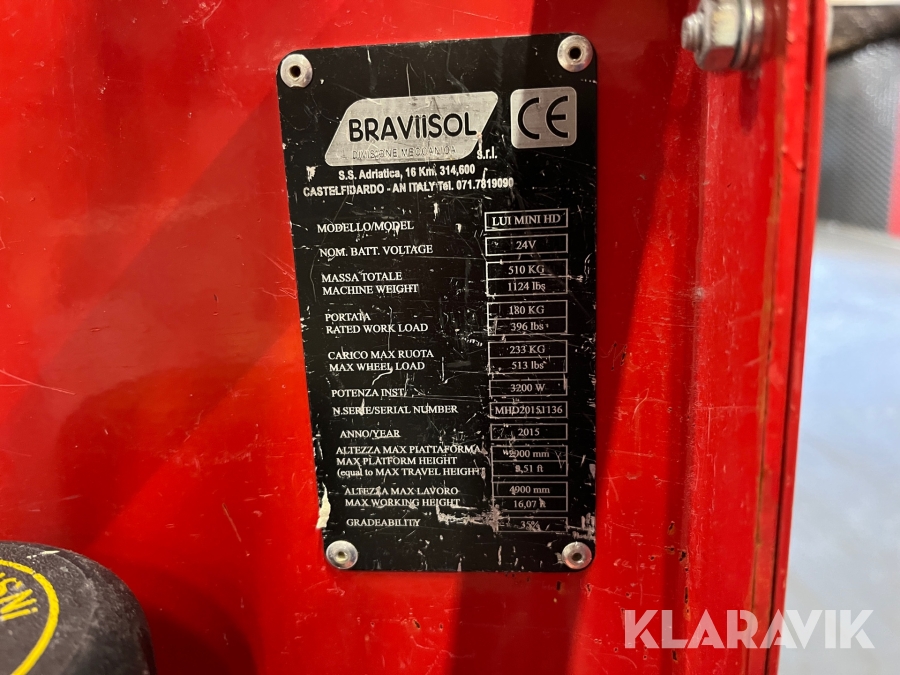 BRAVIISOL
DIVISIONE MECCANICA
S.r.l.
CE
S.S. Adriatica, 16 Km. 314,600
CASTELFIDARDO - AN ITALY Tel. 071.7819090
MODELLO/MODEL LUI MINI HD
NOM. BATT. VOLTAGE 24V
MASSA TOTALE 510 KG
MACHINE WEIGHT 1124 lbs
PORTATA 180 KG
RATED WORK LOAD 396 lbs
CARICO MAX RUOTA 233 KG
MAX WHEEL LOAD 513 lbs
POTENZA INST. 3200 W
N.SERIE/SERIAL NUMBER MHD20151136
ANNO/YEAR 2015
ALTEZZA MAX PIATTAFORMA 2900 mm
MAX PLATFORM HEIGHT 9,51 ft
(equal to MAX TRAVEL HEIGHT)
ALTEZZA MAX LAVORO 4900 mm
MAX WORKING HEIGHT 16,07 ft
GRADEABILITY 35%
KLARAVIK